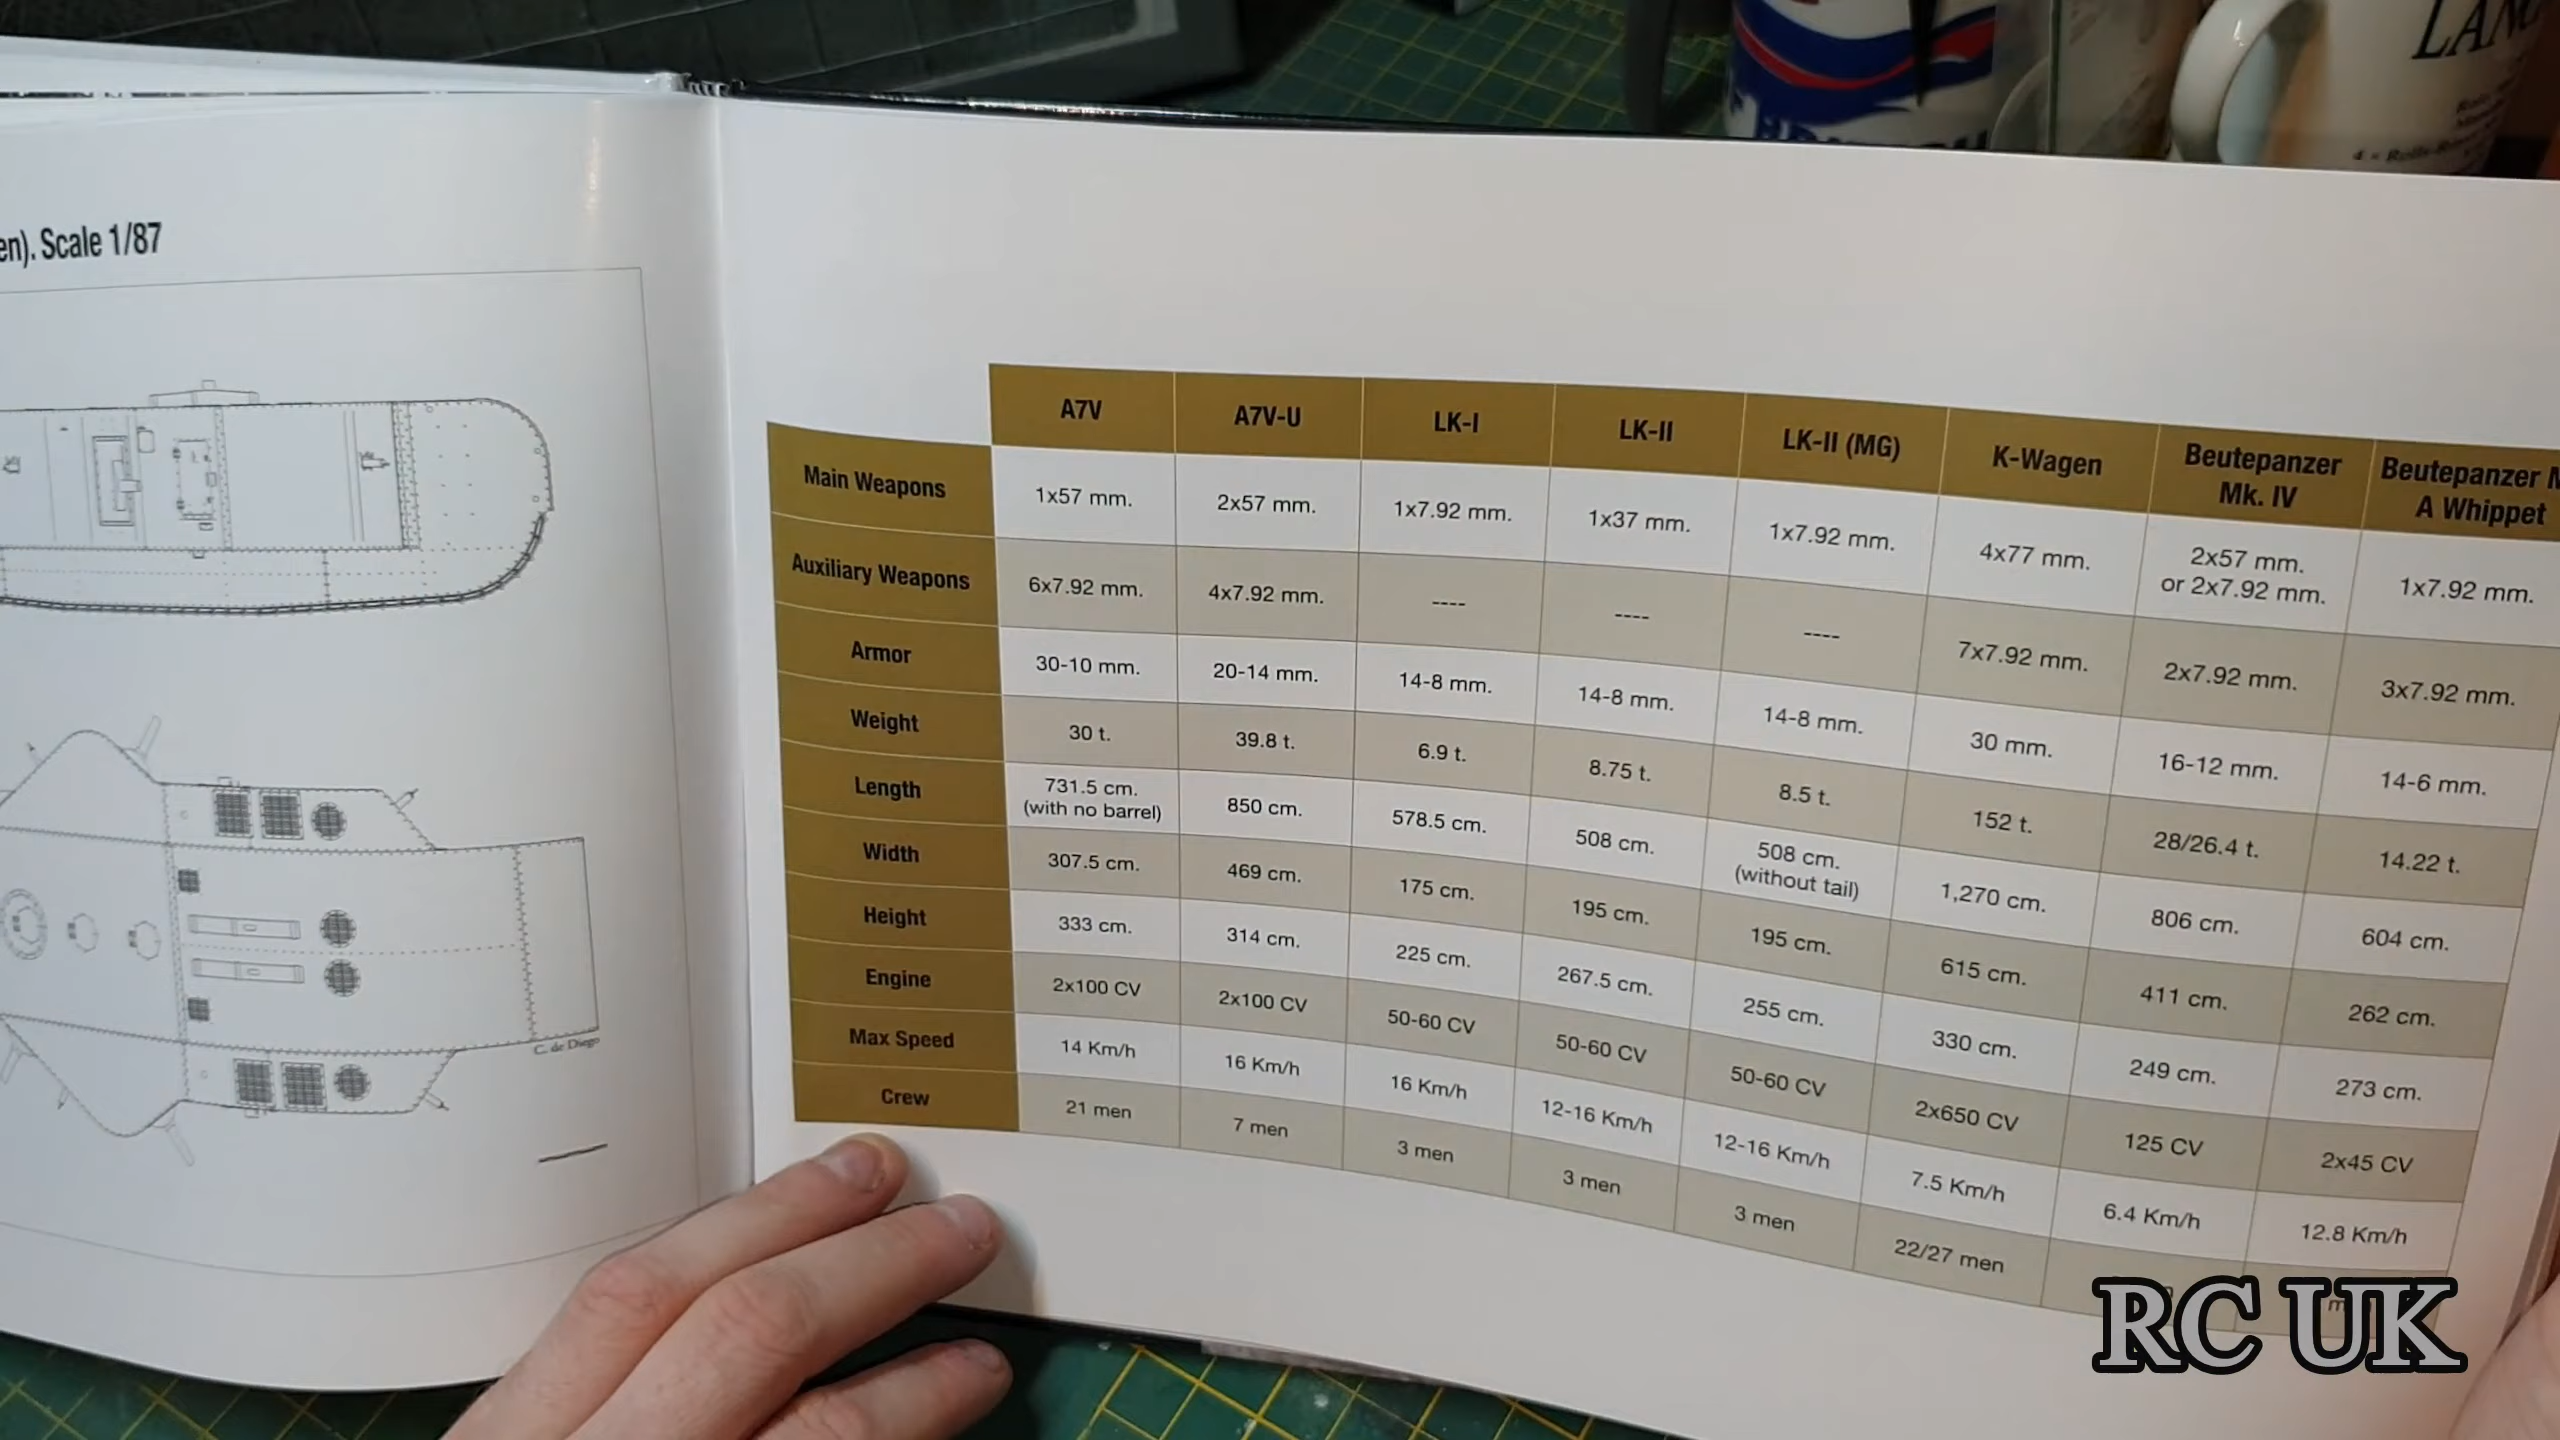 en). Scale 1/87
C. de Diego
A7V A7V-U LK-I LK-II LK-II (MG) K-Wagen Beutepanzer Mk. IV Beutepanzer M A Whippet
Main Weapons 1x57 mm. 2x57 mm. 1x7.92 mm. 1x37 mm. 1x7.92 mm. 4x77 mm. 2x57 mm. or 2x7.92 mm. 1x7.92 mm.
Auxiliary Weapons 6x7.92 mm. 4x7.92 mm. ---- ---- ---- 7x7.92 mm. 2x7.92 mm. 3x7.92 mm.
Armor 30-10 mm. 20-14 mm. 14-8 mm. 14-8 mm. 14-8 mm. 30 mm. 16-12 mm. 14-6 mm.
Weight 30 t. 39.8 t. 6.9 t. 8.75 t. 8.5 t. 152 t. 28/26.4 t. 14.22 t.
Length 731.5 cm. (with no barrel) 850 cm. 578.5 cm. 508 cm. 508 cm. (without tail) 1,270 cm. 806 cm. 604 cm.
Width 307.5 cm. 469 cm. 175 cm. 195 cm. 195 cm. 615 cm. 411 cm. 262 cm.
Height 333 cm. 314 cm. 225 cm. 267.5 cm. 255 cm. 330 cm. 249 cm. 273 cm.
Engine 2x100 CV 2x100 CV 50-60 CV 50-60 CV 50-60 CV 2x650 CV 125 CV 2x45 CV
Max Speed 14 Km/h 16 Km/h 16 Km/h 12-16 Km/h 12-16 Km/h 7.5 Km/h 6.4 Km/h 12.8 Km/h
Crew 21 men 7 men 3 men 3 men 3 men 22/27 men
RC UK